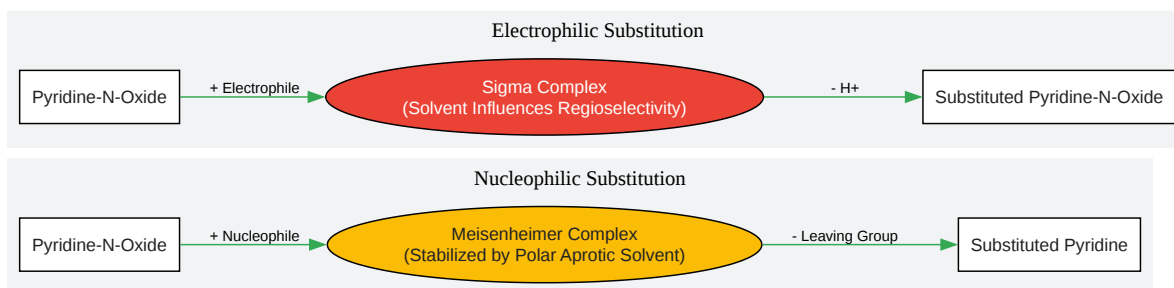 Electrophilic Substitution
Pyridine-N-Oxide
+ Electrophile
Sigma Complex
(Solvent Influences Regioselectivity)
- H+
Substituted Pyridine-N-Oxide
Nucleophilic Substitution
Pyridine-N-Oxide
+ Nucleophile
Meisenheimer Complex
(Stabilized by Polar Aprotic Solvent)
- Leaving Group
Substituted Pyridine